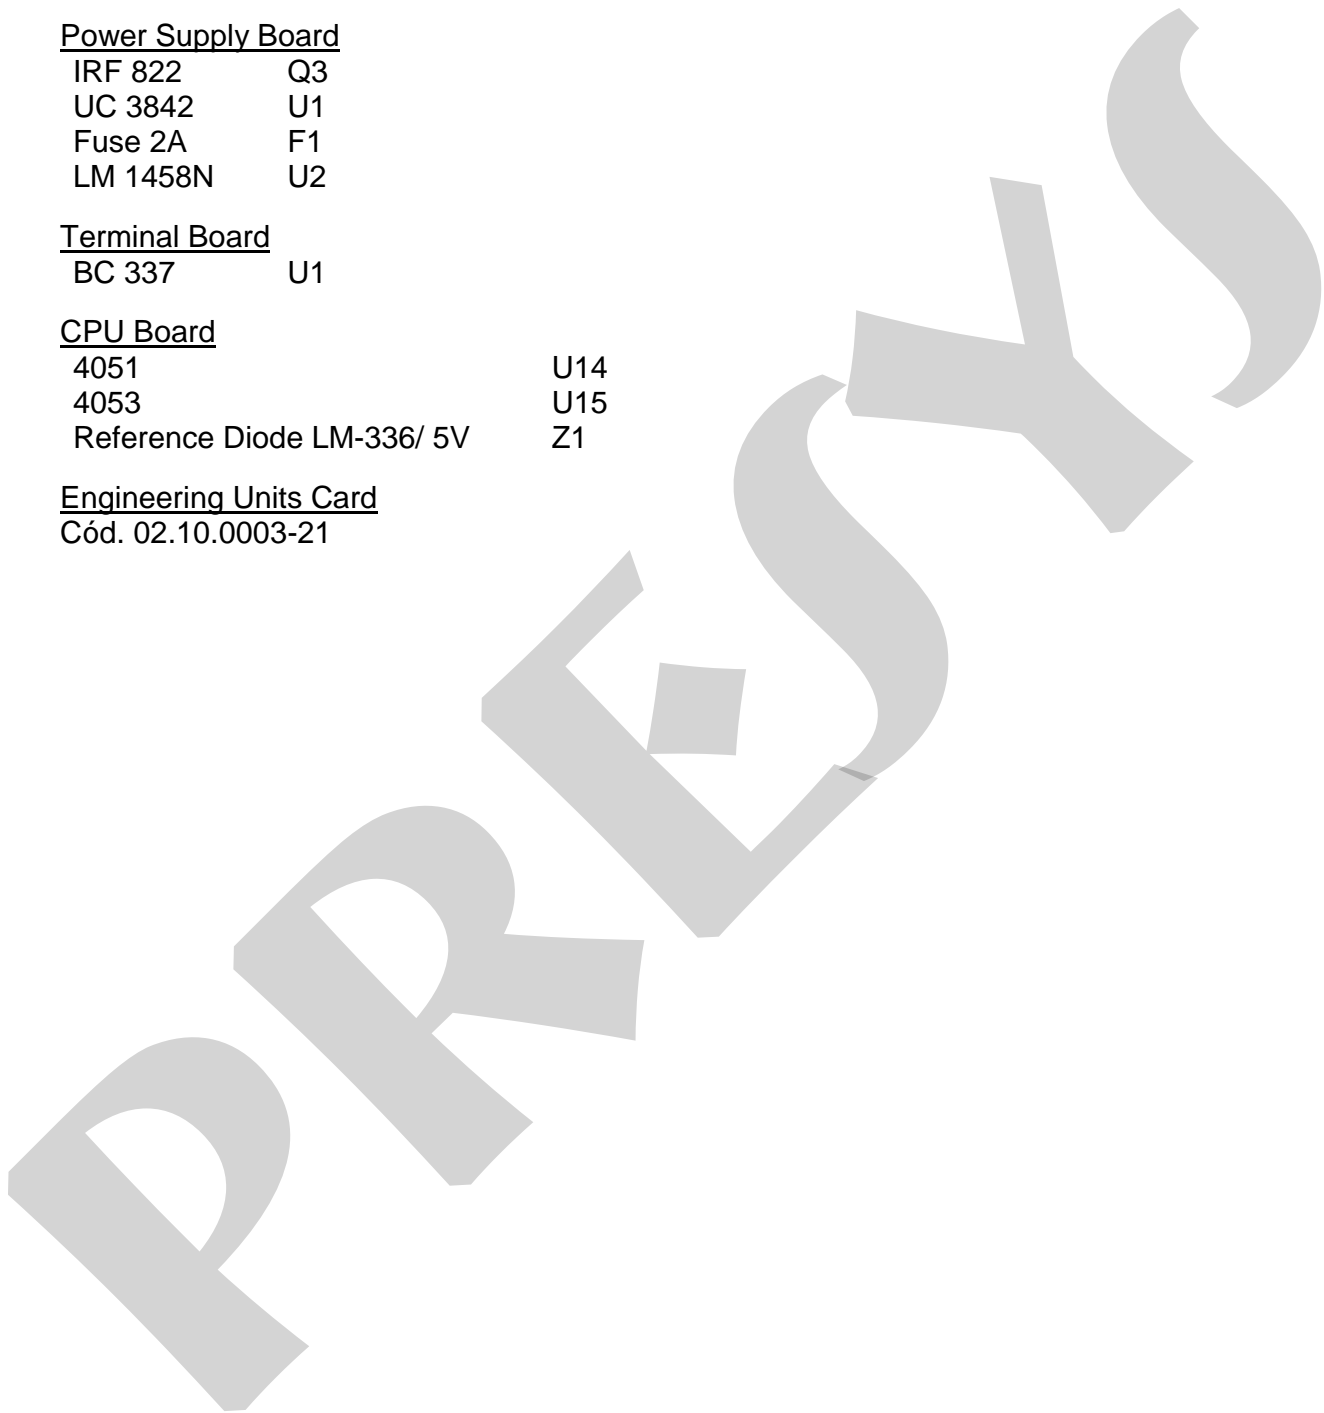 Power Supply Board
IRF 822 Q3
UC 3842 U1
Fuse 2A F1
LM 1458N U2
Terminal Board
BC 337 U1
CPU Board
4051 U14
4053 U15
Reference Diode LM-336/ 5V Z1
Engineering Units Card
Cód. 02.10.0003-21
PRESYS